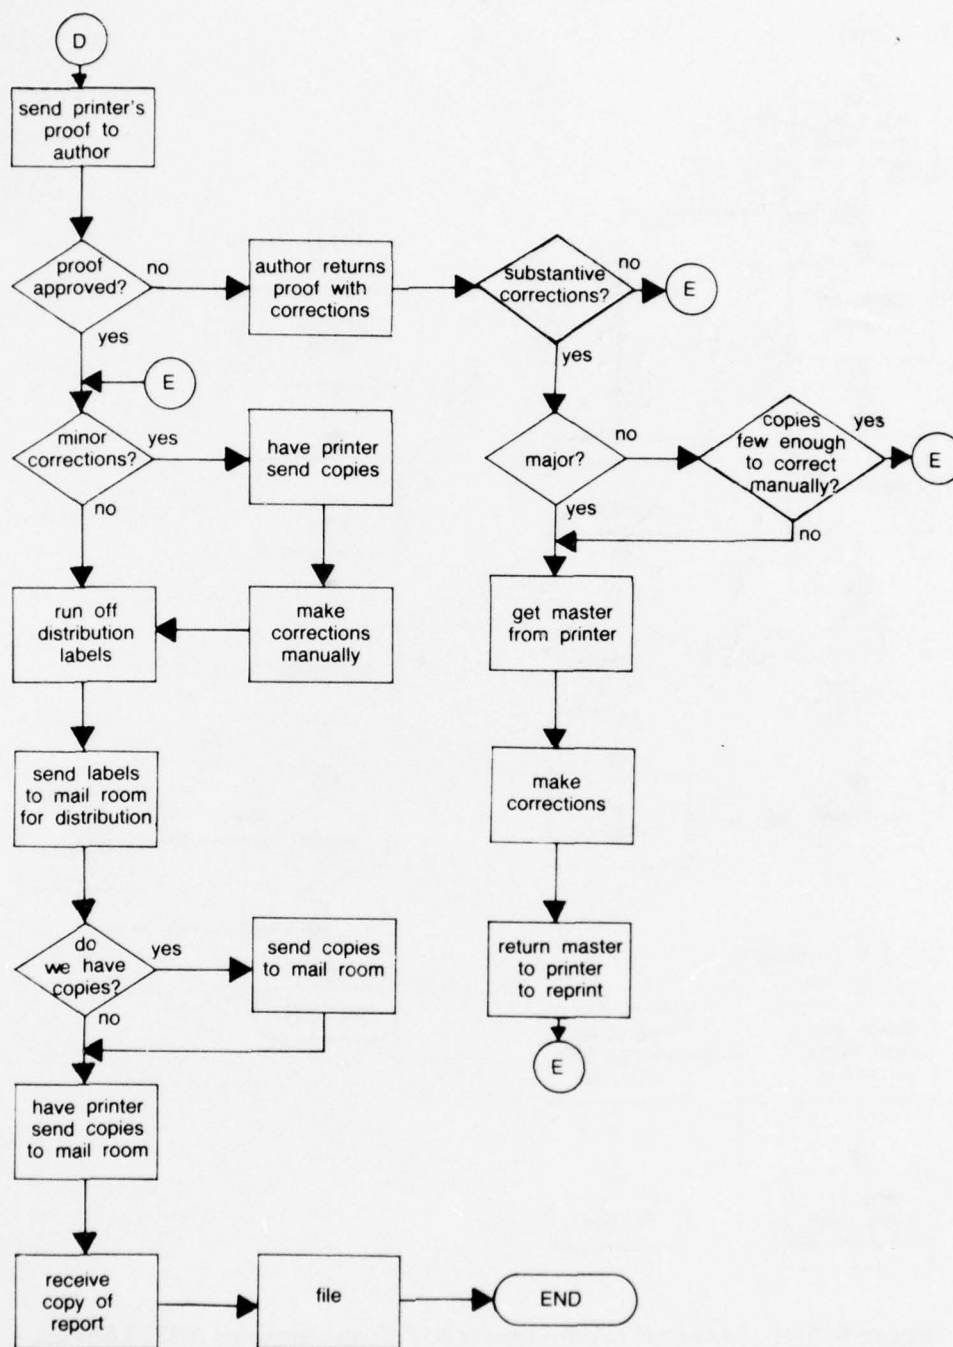 D
send printer's
proof to
author
proof
approved?
no
yes
author returns
proof with
corrections
substantive
corrections?
no
E
yes
E
minor
corrections?
yes
no
have printer
send copies
major?
no
yes
copies
few enough
to correct
manually?
yes
E
no
run off
distribution
labels
make
corrections
manually
get master
from printer
send labels
to mail room
for distribution
make
corrections
do
we have
copies?
yes
no
send copies
to mail room
return master
to printer
to reprint
E
have printer
send copies
to mail room
receive
copy of
report
file
END